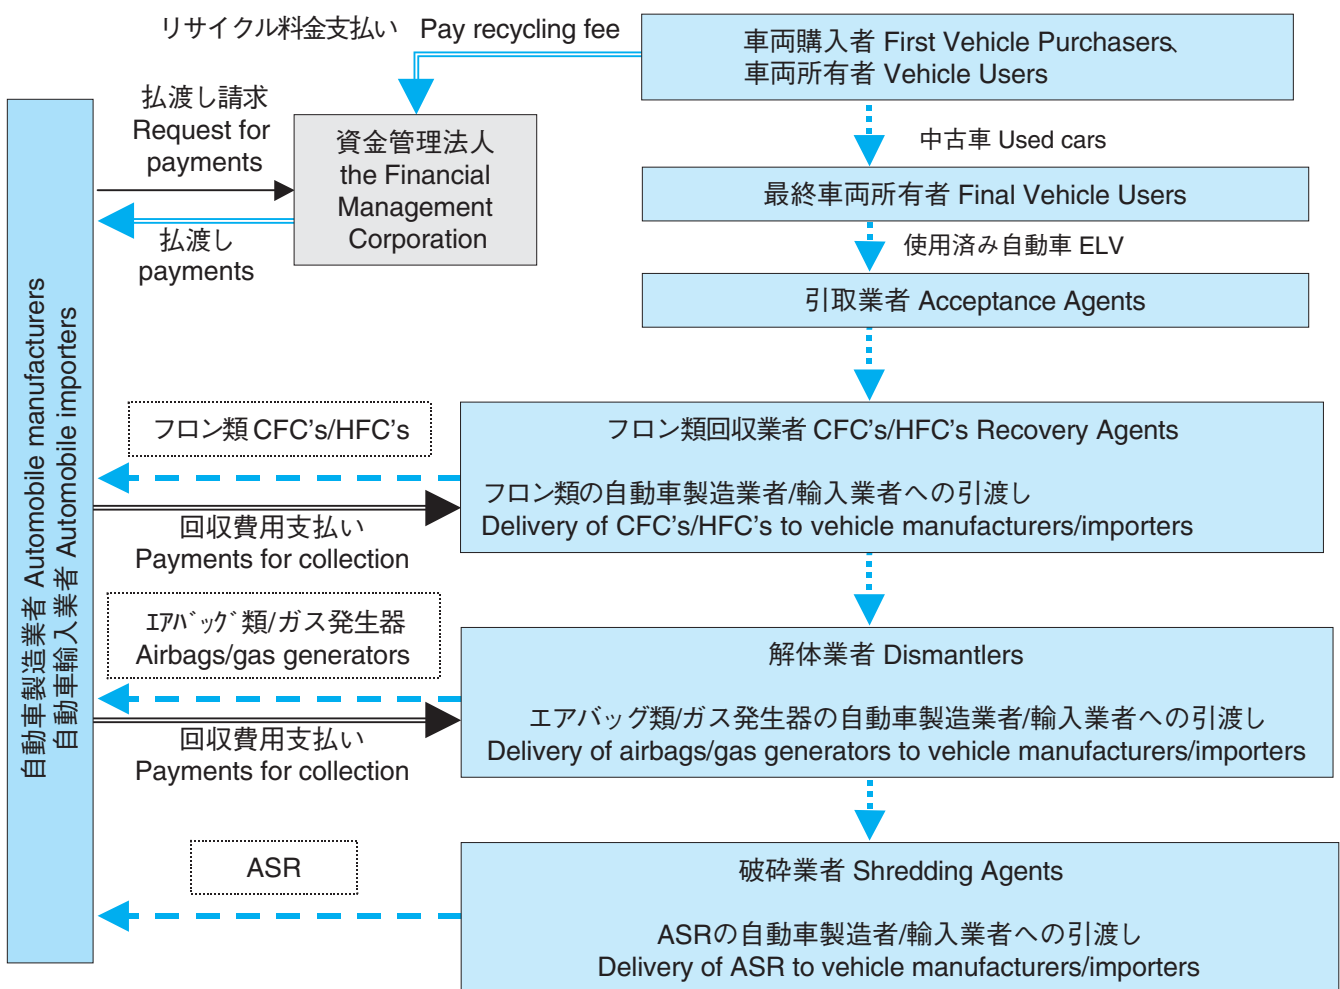 リサイクル料金支払い Pay recycling fee
車両購入者 First Vehicle Purchasers、
車両所有者 Vehicle Users
払渡し請求
Request for
payments
資金管理法人
the Financial
Management
Corporation
中古車 Used cars
最終車両所有者 Final Vehicle Users
払渡し
payments
使用済み自動車 ELV
引取業者 Acceptance Agents
自動車製造業者 Automobile manufacturers
自動車輸入業者 Automobile importers
フロン類 CFC's/HFC's
フロン類回収業者 CFC's/HFC's Recovery Agents
フロン類の自動車製造業者/輸入業者への引渡し
Delivery of CFC's/HFC's to vehicle manufacturers/importers
回収費用支払い
Payments for collection
ｴｱﾊﾞｯｸﾞ類/ガス発生器
Airbags/gas generators
解体業者 Dismantlers
エアバッグ類/ガス発生器の自動車製造業者/輸入業者への引渡し
Delivery of airbags/gas generators to vehicle manufacturers/importers
回収費用支払い
Payments for collection
ASR
破砕業者 Shredding Agents
ASRの自動車製造者/輸入業者への引渡し
Delivery of ASR to vehicle manufacturers/importers